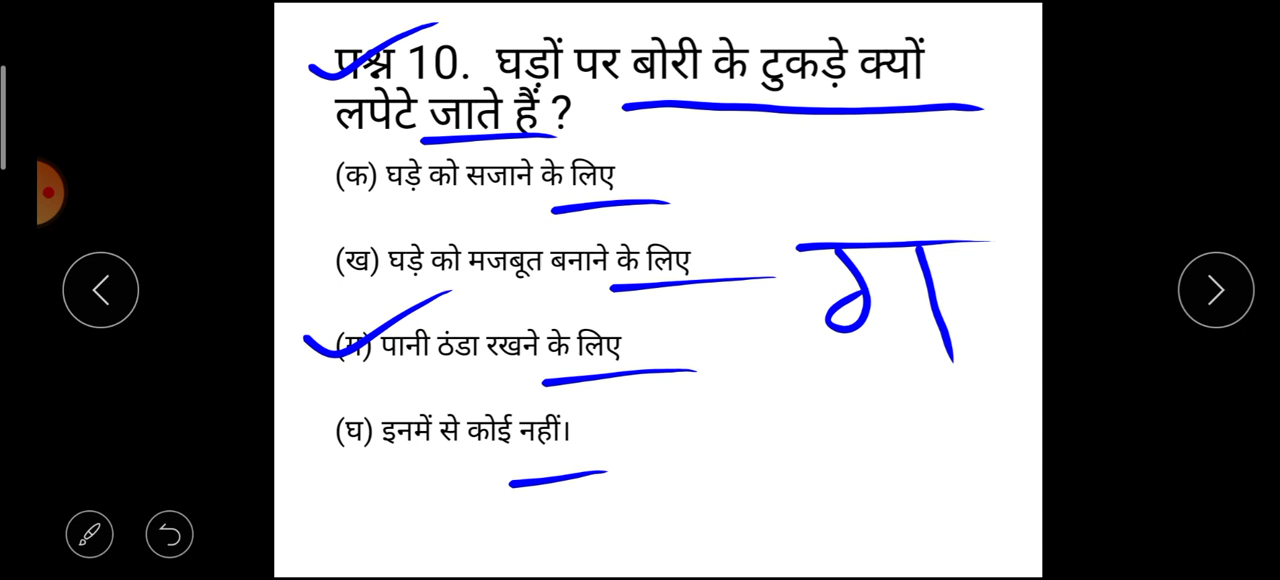 प्रश्न 10. घड़ों पर बोरी के टुकड़े क्यों
लपेटे जाते हैं ?
(क) घड़े को सजाने के लिए
(ख) घड़े को मजबूत बनाने के लिए
ग
(ग) पानी ठंडा रखने के लिए
(घ) इनमें से कोई नहीं।